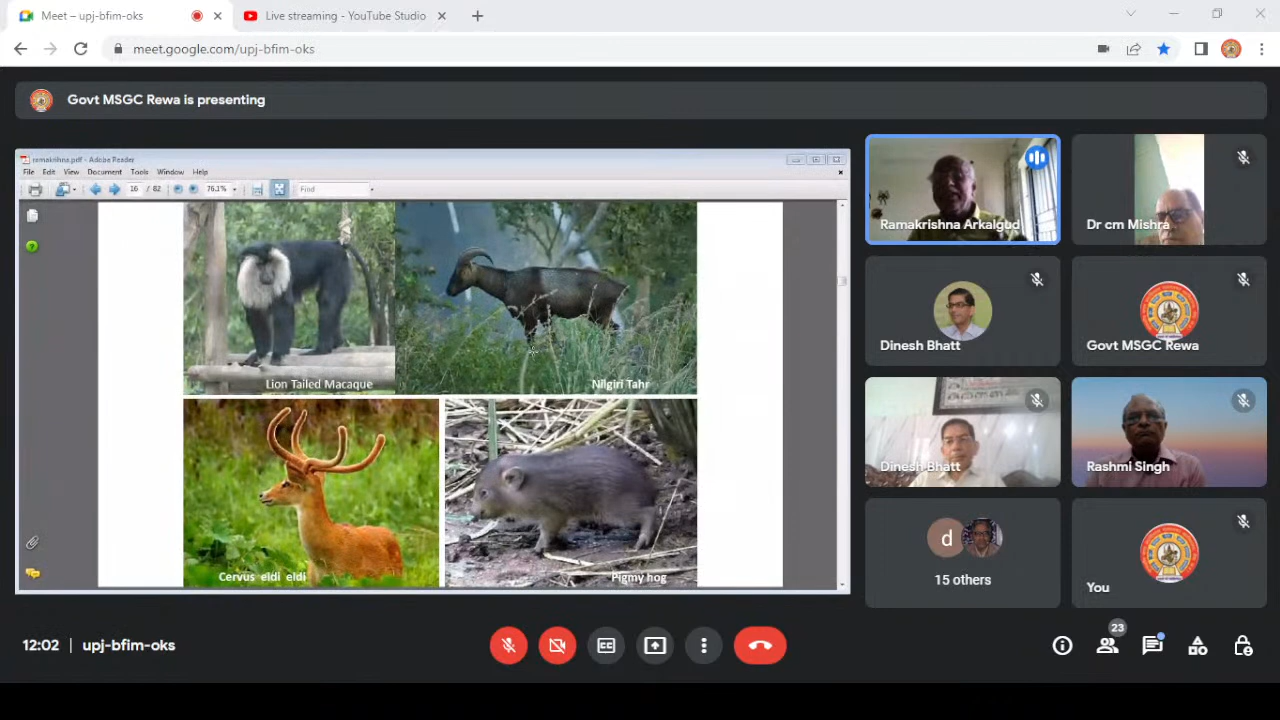 Meet – upj-bfim-oks
Live streaming - YouTube Studio
meet.google.com/upj-bfim-oks
Govt MSGC Rewa is presenting
ramakrishna.pdf - Adobe Reader
File Edit View Document Tools Window Help
16 / 82 76.1% Find
Lion Tailed Macaque
Nilgiri Tahr
Cervus eldi eldi
Pigmy hog
Ramakrishna Arkalgud
Dr cm Mishra
Dinesh Bhatt
Govt MSGC Rewa
Dinesh Bhatt
Rashmi Singh
d
15 others
You
12:02 | upj-bfim-oks
CC
23